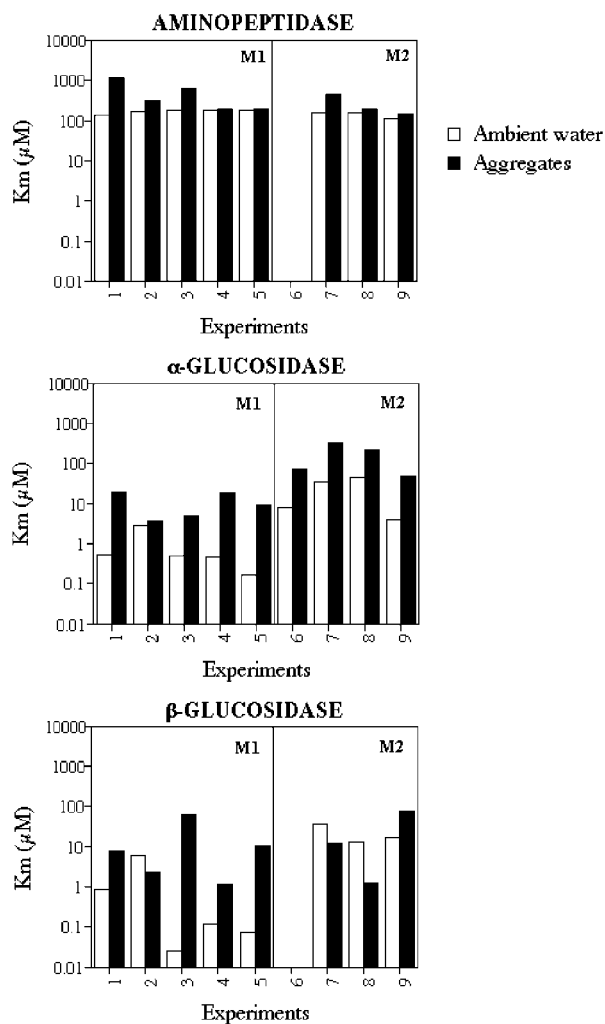 AMINOPEPTIDASE
10000
1000
100
10
1
0.1
0.01
Km (µM)
M1
M2
1 2 3 4 5 6 7 8 9
Experiments
Ambient water
Aggregates
α-GLUCOSIDASE
10000
1000
100
10
1
0.1
0.01
Km (µM)
M1
M2
1 2 3 4 5 6 7 8 9
Experiments
β-GLUCOSIDASE
10000
1000
100
10
1
0.1
0.01
Km (µM)
M1
M2
1 2 3 4 5 6 7 8 9
Experiments